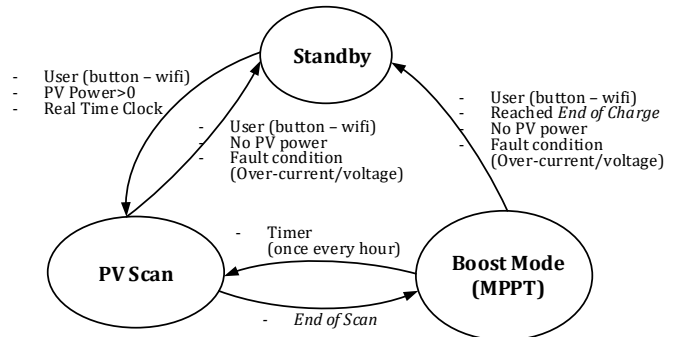 Standby
- User (button – wifi)
- PV Power>0
- Real Time Clock
- User (button – wifi)
- No PV power
- Fault condition
(Over-current/voltage)
- User (button – wifi)
- Reached End of Charge
- No PV power
- Fault condition
(Over-current/voltage)
- Timer
(once every hour)
PV Scan
Boost Mode
(MPPT)
- End of Scan